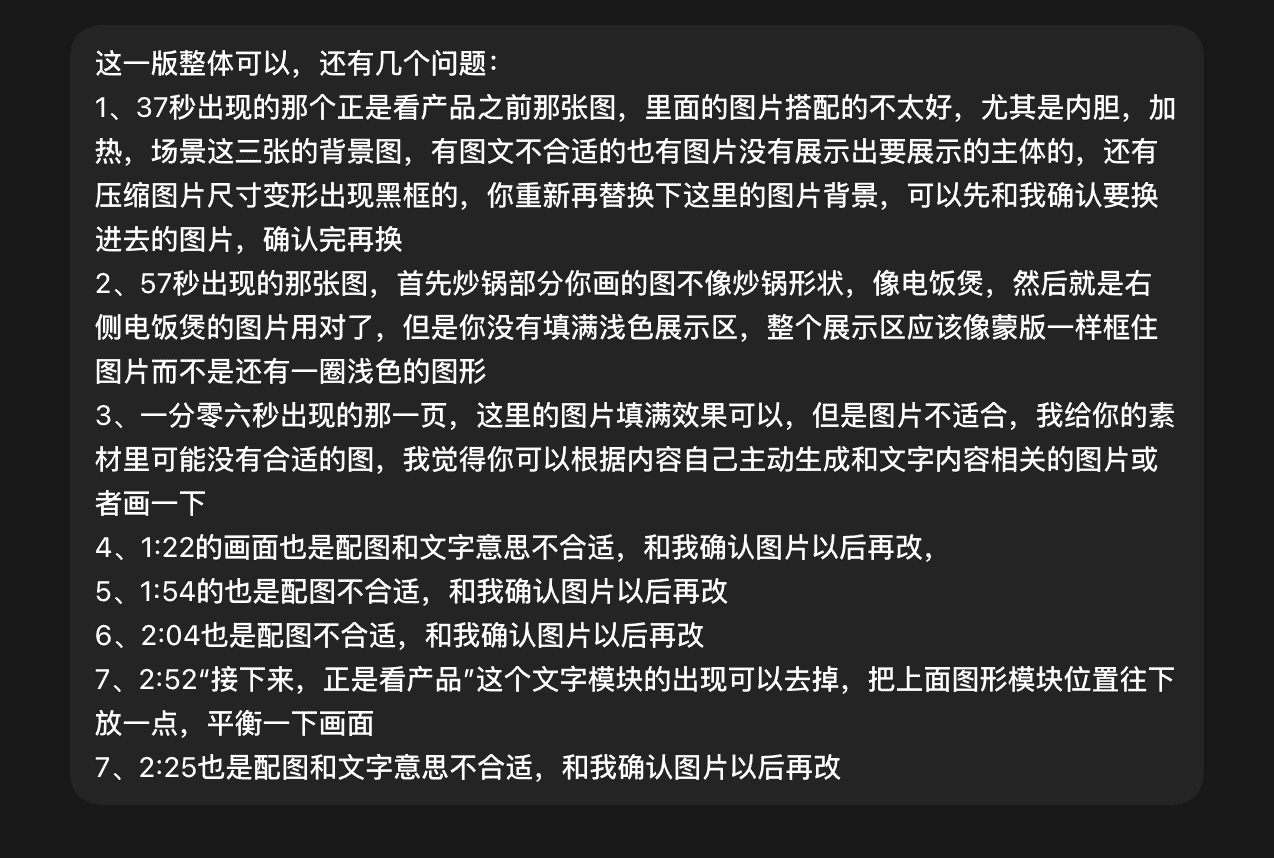 这一版整体可以，还有几个问题：
1、37秒出现的那个正是看产品之前那张图，里面的图片搭配的不太好，尤其是内胆，加
热，场景这三张的背景图，有图文不合适的也有图片没有展示出要展示的主体的，还有
压缩图片尺寸变形出现黑框的，你重新再替换下这里的图片背景，可以先和我确认要换
进去的图片，确认完再换
2、57秒出现的那张图，首先炒锅部分你画的图不像炒锅形状，像电饭煲，然后就是右
侧电饭煲的图片用对了，但是你没有填满浅色展示区，整个展示区应该像蒙版一样框住
图片而不是还有一圈浅色的图形
3、一分零六秒出现的那一页，这里的图片填满效果可以，但是图片不适合，我给你的素
材里可能没有合适的图，我觉得你可以根据内容自己主动生成和文字内容相关的图片或
者画一下
4、1:22的画面也是配图和文字意思不合适，和我确认图片以后再改，
5、1:54的也是配图不合适，和我确认图片以后再改
6、2:04也是配图不合适，和我确认图片以后再改
7、2:52“接下来，正是看产品”这个文字模块的出现可以去掉，把上面图形模块位置往下
放一点，平衡一下画面
7、2:25也是配图和文字意思不合适，和我确认图片以后再改